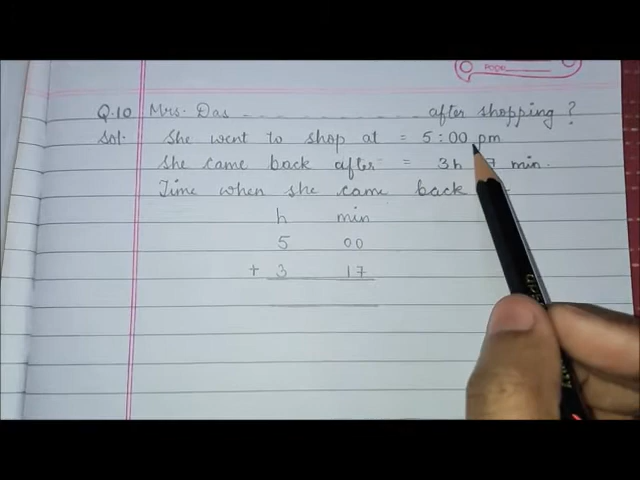 Q.10 Mrs. Das ---------------- after shopping ?
Sol. She went to shop at = 5:00 pm
She came back after = 3h 7 min.
Time when she came back
h min
5 00
+ 3 17